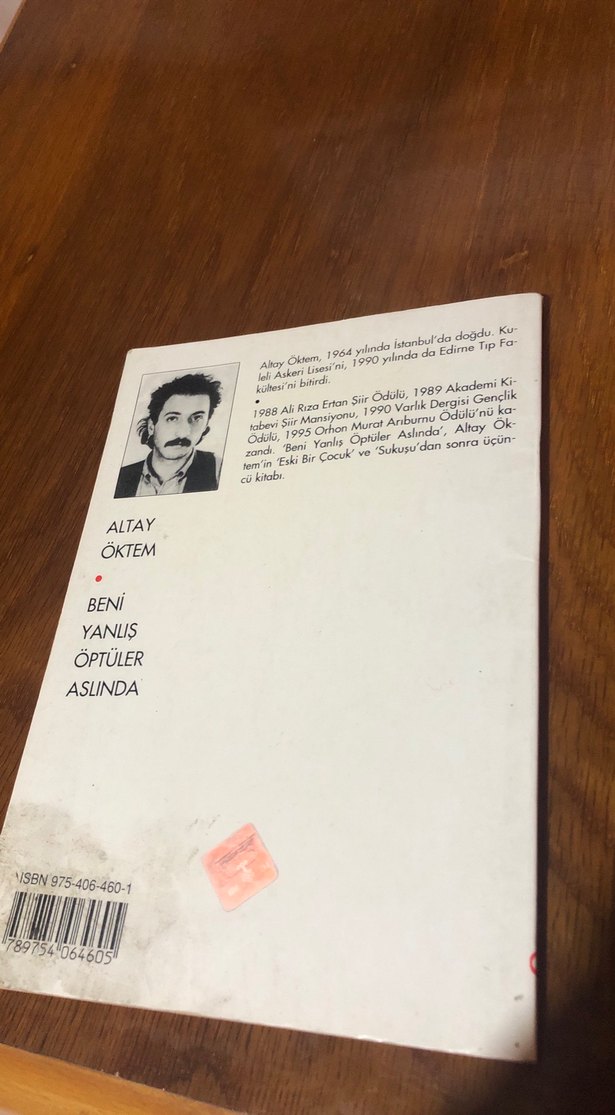 Altay Öktem, 1964 yılında İstanbul'da doğdu. Ku-
leli Askeri Lisesi'ni, 1990 yılında da Edirne Tıp Fa-
kültesi'ni bitirdi.
•
1988 Ali Rıza Ertan Şiir Ödülü, 1989 Akademi Ki-
tabevi Şiir Mansiyonu, 1990 Varlık Dergisi Gençlik
Ödülü, 1995 Orhon Murat Arıburnu Ödülü'nü ka-
zandı. 'Beni Yanlış Öptüler Aslında', Altay Ök-
tem'in 'Eski Bir Çocuk' ve 'Sukuşu'dan sonra üçün-
cü kitabı.
ALTAY
ÖKTEM
•
BENİ
YANLIŞ
ÖPTÜLER
ASLINDA
ISBN 975-406-460-1
789754 064605